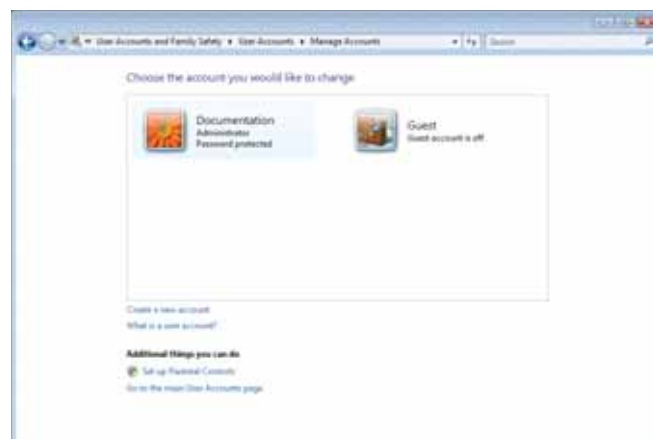 User Accounts and Family Safety ▸ User Accounts ▸ Manage Accounts
Search
Choose the account you would like to change
Documentation
Administrator
Password protected
Guest
Guest account is off
Create a new account
What is a user account?
Additional things you can do
Set up Parental Controls
Go to the main User Accounts page